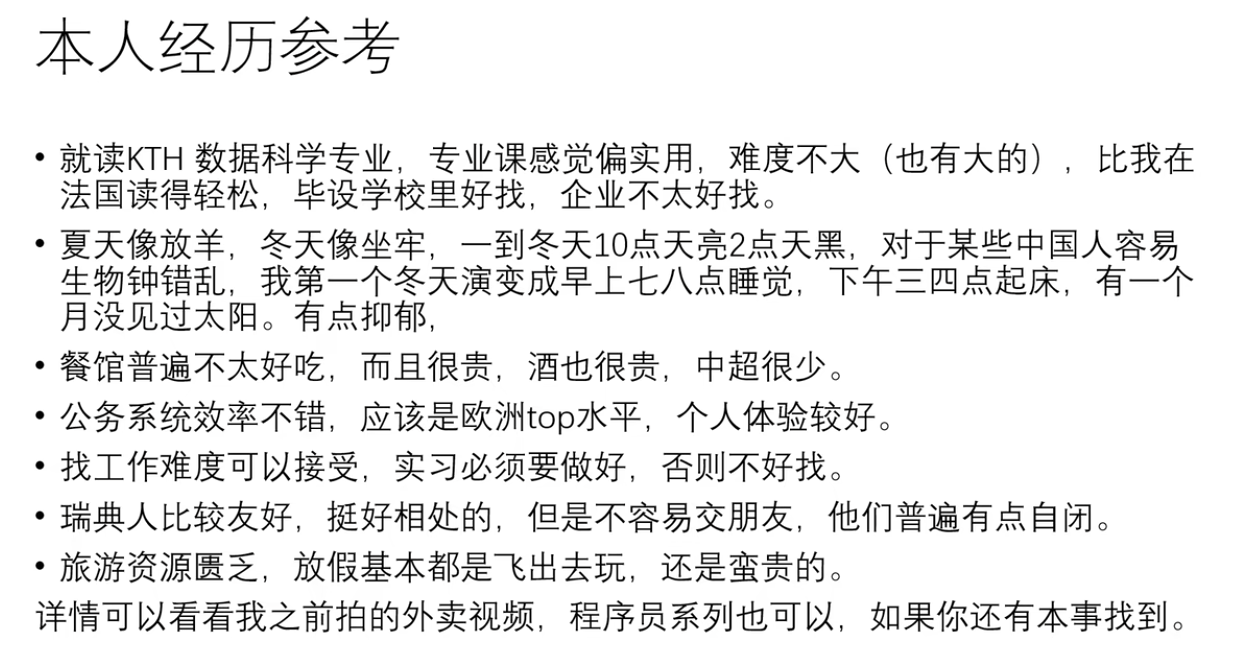 本人经历参考
• 就读KTH 数据科学专业，专业课感觉偏实用，难度不大（也有大的），比我在
法国读得轻松，毕设学校里好找，企业不太好找。
• 夏天像放羊，冬天像坐牢，一到冬天10点天亮2点天黑，对于某些中国人容易
生物钟错乱，我第一个冬天演变成早上七八点睡觉，下午三四点起床，有一个
月没见过太阳。有点抑郁，
• 餐馆普遍不太好吃，而且很贵，酒也很贵，中超很少。
• 公务系统效率不错，应该是欧洲top水平，个人体验较好。
• 找工作难度可以接受，实习必须要做好，否则不好找。
• 瑞典人比较友好，挺好相处的，但是不容易交朋友，他们普遍有点自闭。
• 旅游资源匮乏，放假基本都是飞出去玩，还是蛮贵的。
详情可以看看我之前拍的外卖视频，程序员系列也可以，如果你还有本事找到。